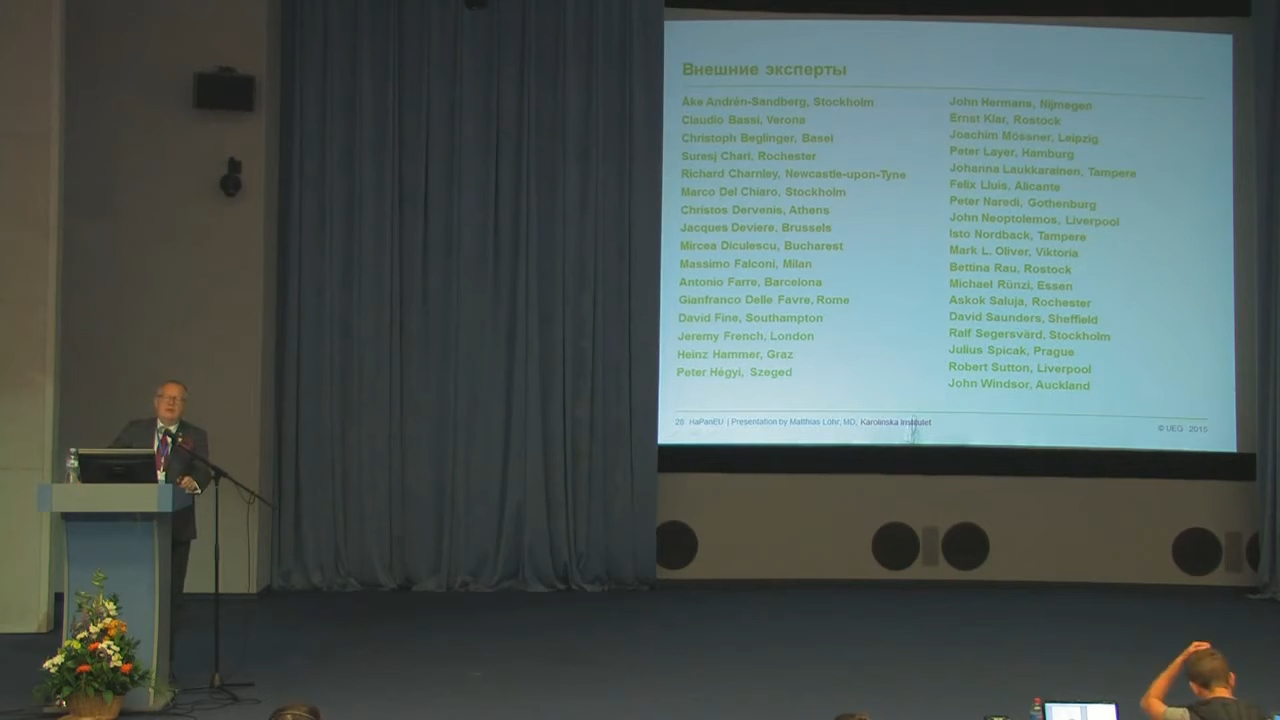 Внешние эксперты
Åke Andrén-Sandberg, Stockholm
Claudio Bassi, Verona
Christoph Beglinger, Basel
Suresj Chari, Rochester
Richard Charnley, Newcastle-upon-Tyne
Marco Del Chiaro, Stockholm
Christos Dervenis, Athens
Jacques Deviere, Brussels
Mircea Diculescu, Bucharest
Massimo Falconi, Milan
Antonio Farre, Barcelona
Gianfranco Delle Favre, Rome
David Fine, Southampton
Jeremy French, London
Heinz Hammer, Graz
Peter Hégyi, Szeged
John Hermans, Nijmegen
Ernst Klar, Rostock
Joachim Mössner, Leipzig
Peter Layer, Hamburg
Johanna Laukkarainen, Tampere
Felix Lluis, Alicante
Peter Naredi, Gothenburg
John Neoptolemos, Liverpool
Isto Nordback, Tampere
Mark L. Oliver, Viktoria
Bettina Rau, Rostock
Michael Rünzi, Essen
Askok Saluja, Rochester
David Saunders, Sheffield
Ralf Segersvärd, Stockholm
Julius Spicak, Prague
Robert Sutton, Liverpool
John Windsor, Auckland
28 HaPanEU | Presentation by Matthias Löhr, MD, Karolinska Institutet
© UEG 2015